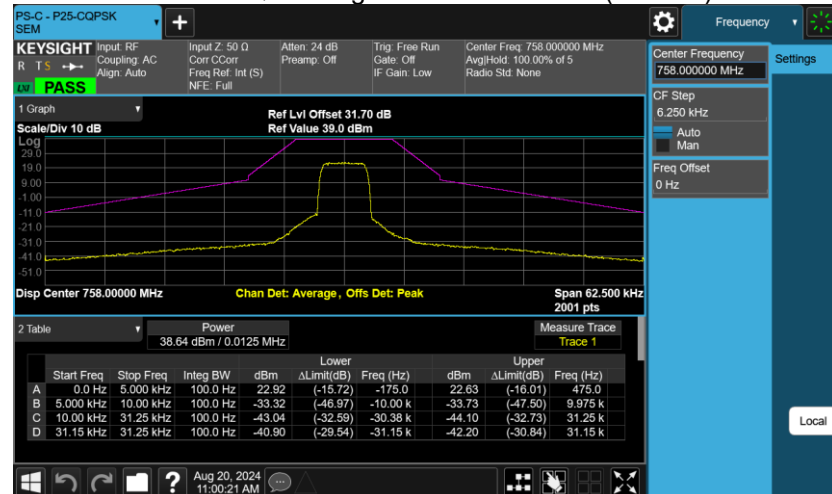 PS-C - P25-CQPSK
SEM
Frequency
KEYSIGHT
R T S
LXI PASS
Input: RF
Coupling: AC
Align: Auto
Input Z: 50 Ω
Corr CCorr
Freq Ref: Int (S)
NFE: Full
Atten: 24 dB
Preamp: Off
Trig: Free Run
Gate: Off
IF Gain: Low
Center Freq: 758.000000 MHz
Avg|Hold: 100.00% of 5
Radio Std: None
Center Frequency
758.000000 MHz
Settings
CF Step
6.250 kHz
Auto
Man
Freq Offset
0 Hz
1 Graph
Scale/Div 10 dB
Ref Lvl Offset 31.70 dB
Ref Value 39.0 dBm
Log
29.0
19.0
9.00
-1.00
-11.0
-21.0
-31.0
-41.0
-51.0
Disp Center 758.00000 MHz
Chan Det: Average, Offs Det: Peak
Span 62.500 kHz
2001 pts
2 Table
Power
38.64 dBm / 0.0125 MHz
Measure Trace
Trace 1
Lower Upper
Start Freq Stop Freq Integ BW dBm ΔLimit(dB) Freq (Hz) dBm ΔLimit(dB) Freq (Hz)
A 0.0 Hz 5.000 kHz 100.0 Hz 22.92 (-15.72) -175.0 22.63 (-16.01) 475.0
B 5.000 kHz 10.00 kHz 100.0 Hz -33.32 (-46.97) -10.00 k -33.73 (-47.50) 9.975 k
C 10.00 kHz 31.25 kHz 100.0 Hz -43.04 (-32.59) -30.38 k -44.10 (-32.73) 31.25 k
D 31.15 kHz 31.25 kHz 100.0 Hz -40.90 (-29.54) -31.15 k -42.20 (-30.84) 31.15 k
Local
Aug 20, 2024
11:00:21 AM